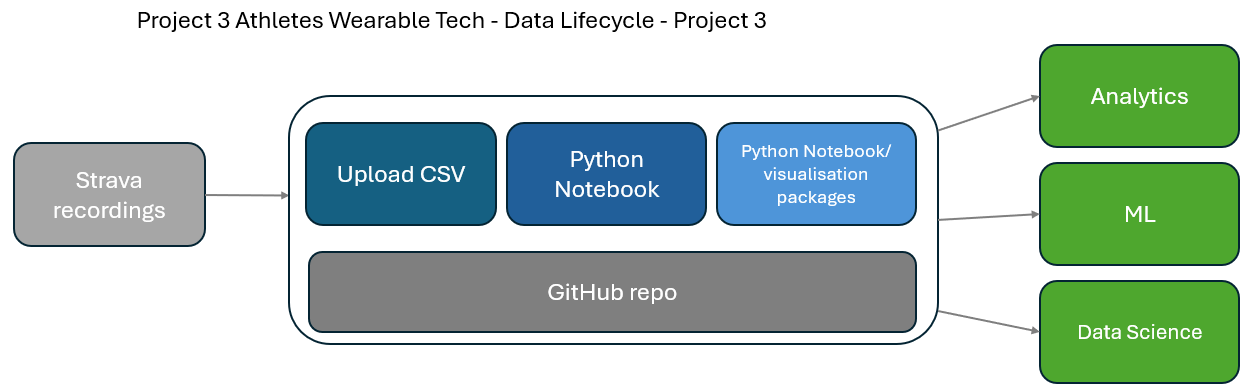 Project 3 Athletes Wearable Tech - Data Lifecycle - Project 3
Strava
recordings
Upload CSV
Python
Notebook
Python Notebook/
visualisation
packages
GitHub repo
Analytics
ML
Data Science